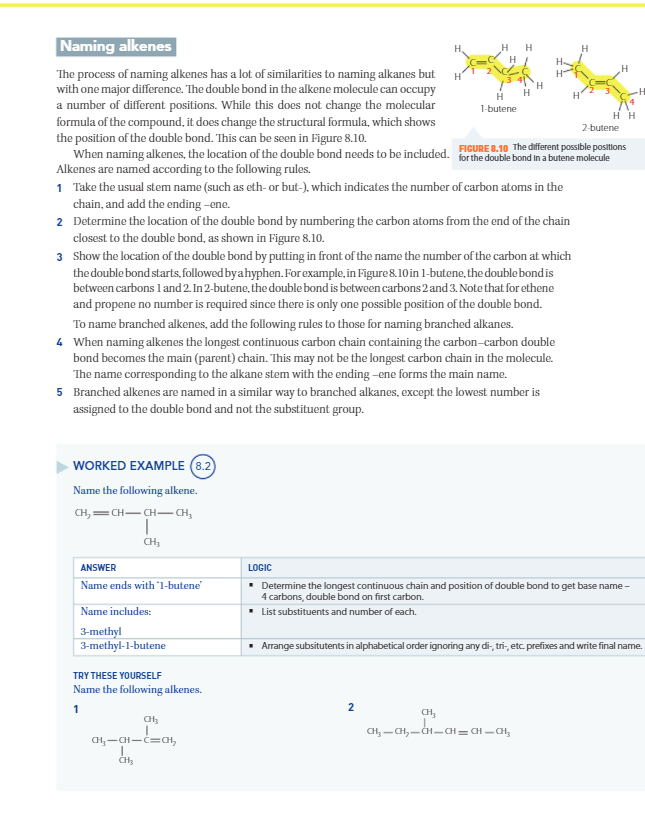 Naming alkenes
The process of naming alkenes has a lot of similarities to naming alkanes but
with one major difference. The double bond in the alkene molecule can occupy
a number of different positions. While this does not change the molecular
formula of the compound, it does change the structural formula, which shows
the position of the double bond. This can be seen in Figure 8.10.
When naming alkenes, the location of the double bond needs to be included.
Alkenes are named according to the following rules.
H H H
C=C H
1 2 C C
H 3 4
H H H
1-butene
H
H C
H 1 C=C H
H 2 3 C H
4
H H
2-butene
FIGURE 8.10 The different possible positions
for the double bond in a butene molecule
1 Take the usual stem name (such as eth- or but-), which indicates the number of carbon atoms in the
chain, and add the ending –ene.
2 Determine the location of the double bond by numbering the carbon atoms from the end of the chain
closest to the double bond, as shown in Figure 8.10.
3 Show the location of the double bond by putting in front of the name the number of the carbon at which
the double bond starts, followed by a hyphen. For example, in Figure 8.10 in 1-butene, the double bond is
between carbons 1 and 2. In 2-butene, the double bond is between carbons 2 and 3. Note that for ethene
and propene no number is required since there is only one possible position of the double bond.
To name branched alkenes, add the following rules to those for naming branched alkanes.
4 When naming alkenes the longest continuous carbon chain containing the carbon–carbon double
bond becomes the main (parent) chain. This may not be the longest carbon chain in the molecule.
The name corresponding to the alkane stem with the ending –ene forms the main name.
5 Branched alkenes are named in a similar way to branched alkanes, except the lowest number is
assigned to the double bond and not the substituent group.
WORKED EXAMPLE 8.2
Name the following alkene.
CH₂=CH—CH—CH₃
CH₃
ANSWER LOGIC
Name ends with '1-butene' ▪ Determine the longest continuous chain and position of double bond to get base name –
4 carbons, double bond on first carbon.
Name includes: ▪ List substituents and number of each.
3-methyl
3-methyl-1-butene ▪ Arrange subsitutents in alphabetical order ignoring any di-, tri-, etc. prefixes and write final name.
TRY THESE YOURSELF
Name the following alkenes.
1
CH₃
CH₃—CH—C=CH₂
CH₃
2
CH₃
CH₃—CH₂—CH—CH=CH—CH₃